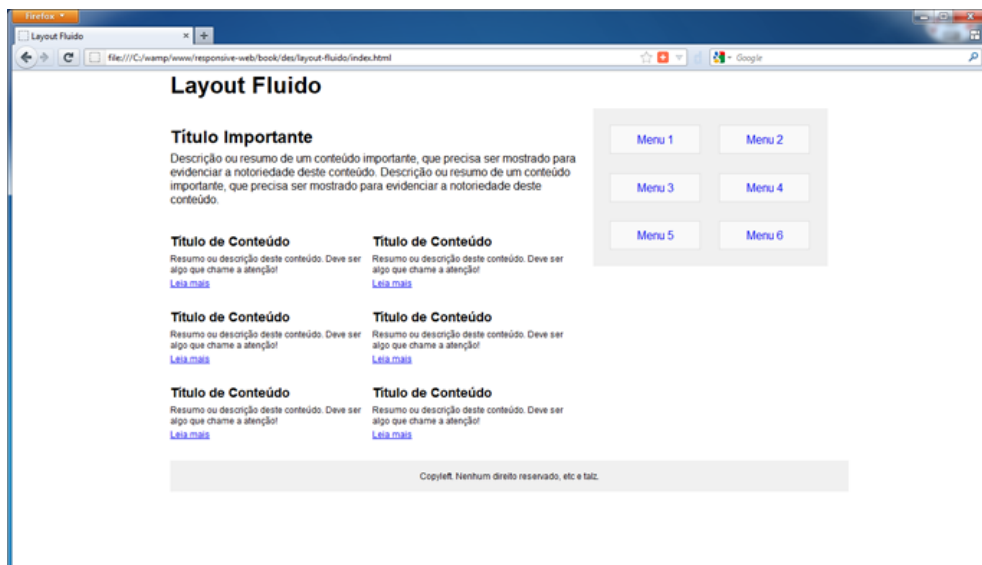 Firefox
Layout Fluido
file:///C:/wamp/www/responsive-web/book/des/layout-fluido/index.html
Google
Layout Fluido
Título Importante
Descrição ou resumo de um conteúdo importante, que precisa ser mostrado para
evidenciar a notoriedade deste conteúdo. Descrição ou resumo de um conteúdo
importante, que precisa ser mostrado para evidenciar a notoriedade deste
conteúdo.
Título de Conteúdo
Resumo ou descrição deste conteúdo. Deve ser
algo que chame a atenção!
Leia mais
Título de Conteúdo
Resumo ou descrição deste conteúdo. Deve ser
algo que chame a atenção!
Leia mais
Título de Conteúdo
Resumo ou descrição deste conteúdo. Deve ser
algo que chame a atenção!
Leia mais
Título de Conteúdo
Resumo ou descrição deste conteúdo. Deve ser
algo que chame a atenção!
Leia mais
Título de Conteúdo
Resumo ou descrição deste conteúdo. Deve ser
algo que chame a atenção!
Leia mais
Título de Conteúdo
Resumo ou descrição deste conteúdo. Deve ser
algo que chame a atenção!
Leia mais
Menu 1
Menu 2
Menu 3
Menu 4
Menu 5
Menu 6
Copyleft. Nenhum direito reservado, etc e talz.